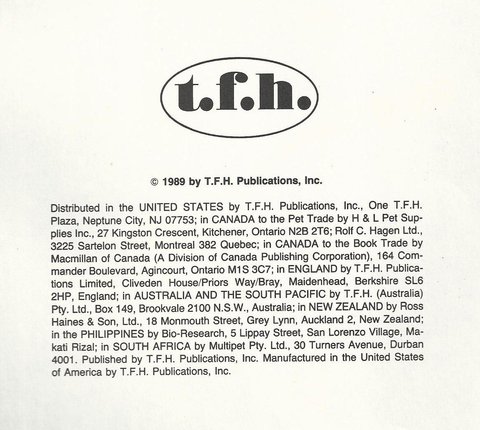 t.f.h.
© 1989 by T.F.H. Publications, Inc.
Distributed in the UNITED STATES by T.F.H. Publications, Inc., One T.F.H.
Plaza, Neptune City, NJ 07753; in CANADA to the Pet Trade by H & L Pet Sup-
plies Inc., 27 Kingston Crescent, Kitchener, Ontario N2B 2T6; Rolf C. Hagen Ltd.,
3225 Sartelon Street, Montreal 382 Quebec; in CANADA to the Book Trade by
Macmillan of Canada (A Division of Canada Publishing Corporation), 164 Com-
mander Boulevard, Agincourt, Ontario M1S 3C7; in ENGLAND by T.F.H. Publica-
tions Limited, Cliveden House/Priors Way/Bray, Maidenhead, Berkshire SL6
2HP, England; in AUSTRALIA AND THE SOUTH PACIFIC by T.F.H. (Australia)
Pty. Ltd., Box 149, Brookvale 2100 N.S.W., Australia; in NEW ZEALAND by Ross
Haines & Son, Ltd., 18 Monmouth Street, Grey Lynn, Auckland 2, New Zealand;
in the PHILIPPINES by Bio-Research, 5 Lippay Street, San Lorenzo Village, Ma-
kati Rizal; in SOUTH AFRICA by Multipet Pty. Ltd., 30 Turners Avenue, Durban
4001. Published by T.F.H. Publications, Inc. Manufactured in the United States
of America by T.F.H. Publications, Inc.